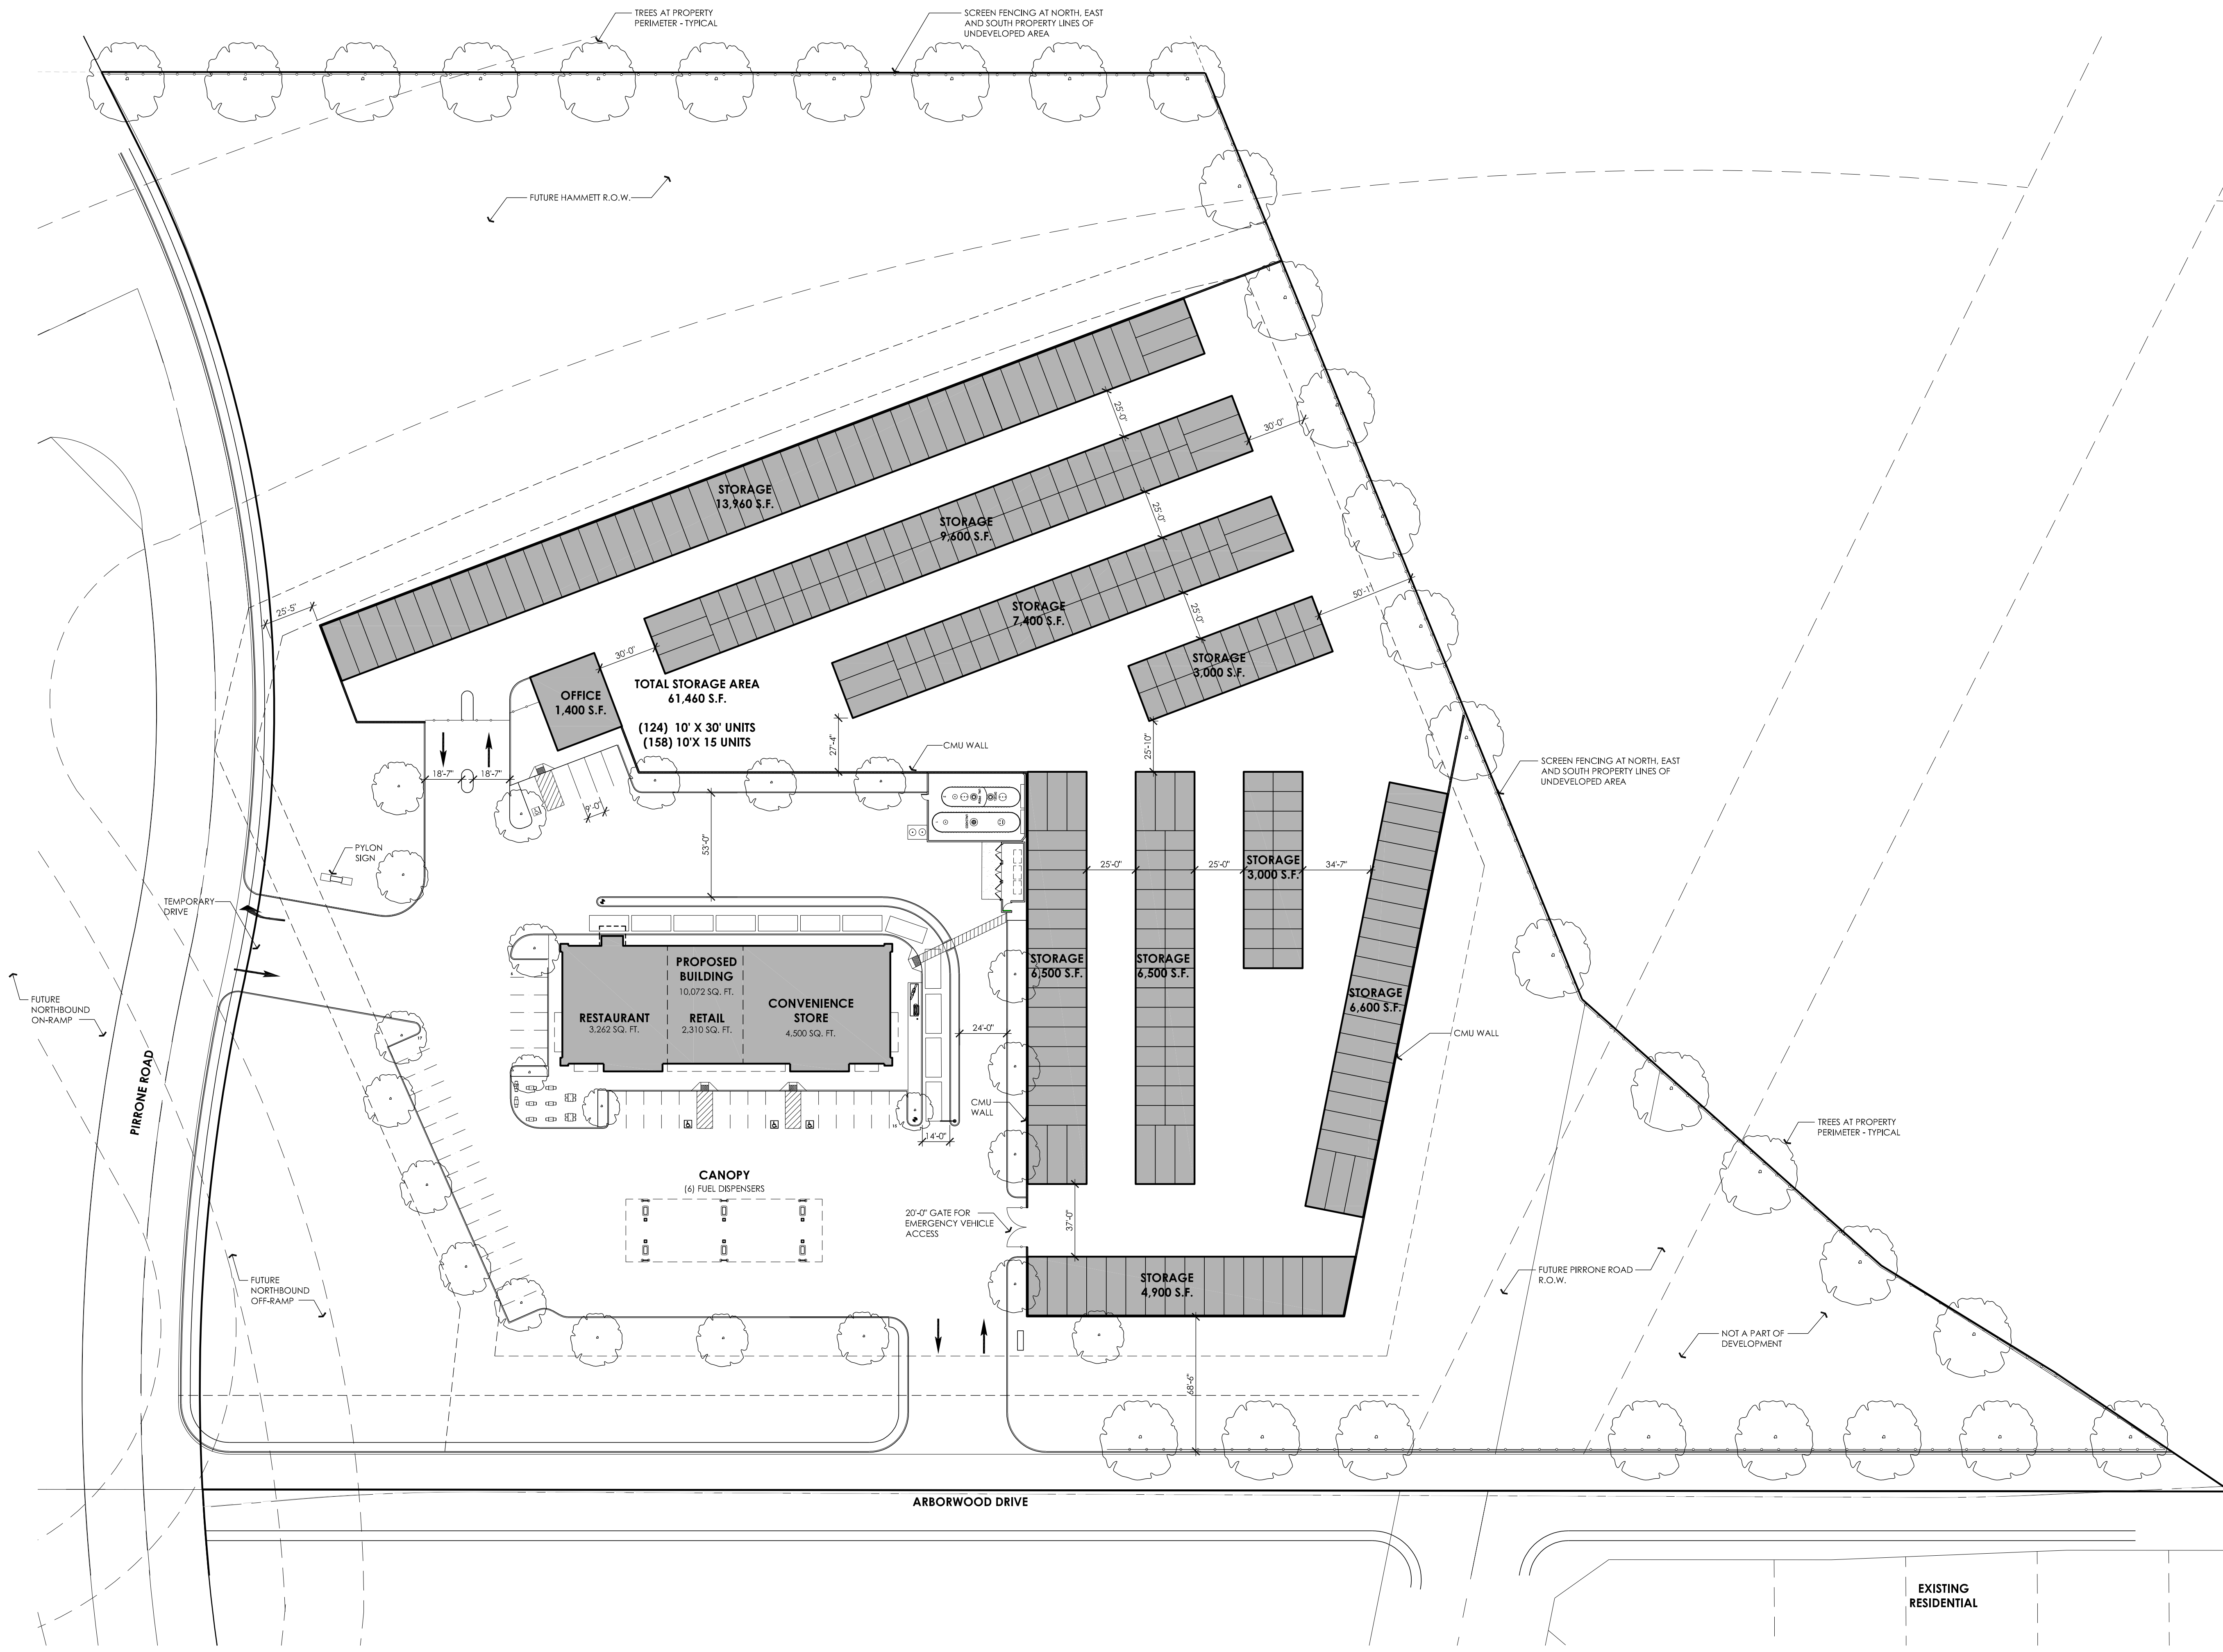 TREES AT PROPERTY
PERIMETER - TYPICAL
SCREEN FENCING AT NORTH, EAST
AND SOUTH PROPERTY LINES OF
UNDEVELOPED AREA
FUTURE HAMMETT R.O.W.
25'-0"
30'-0"
STORAGE
13,960 S.F.
STORAGE
9,600 S.F.
25'-0"
50'-1"
25'-5"
STORAGE
7,400 S.F.
25'-0"
STORAGE
3,000 S.F.
30'-0"
OFFICE
1,400 S.F.
TOTAL STORAGE AREA
61,460 S.F.
(124) 10' X 30' UNITS
(158) 10'X 15 UNITS
27'-4"
25'-10"
CMU WALL
18'-7"
18'-7"
9'-0"
53'-0"
SCREEN FENCING AT NORTH, EAST
AND SOUTH PROPERTY LINES OF
UNDEVELOPED AREA
PYLON
SIGN
TEMPORARY
DRIVE
25'-0"
25'-0"
STORAGE
3,000 S.F.
34'-7"
PROPOSED
BUILDING
10,072 SQ. FT.
RESTAURANT
3,262 SQ. FT.
RETAIL
2,310 SQ. FT.
CONVENIENCE
STORE
4,500 SQ. FT.
STORAGE
6,500 S.F.
STORAGE
6,500 S.F.
STORAGE
6,600 S.F.
24'-0"
CMU WALL
FUTURE
NORTHBOUND
ON-RAMP
PIRRONE ROAD
CMU
WALL
14'-0"
TREES AT PROPERTY
PERIMETER - TYPICAL
CANOPY
(6) FUEL DISPENSERS
20'-0" GATE FOR
EMERGENCY VEHICLE
ACCESS
37'-0"
FUTURE
NORTHBOUND
OFF-RAMP
STORAGE
4,900 S.F.
FUTURE PIRRONE ROAD
R.O.W.
NOT A PART OF
DEVELOPMENT
68'-6"
ARBORWOOD DRIVE
EXISTING
RESIDENTIAL